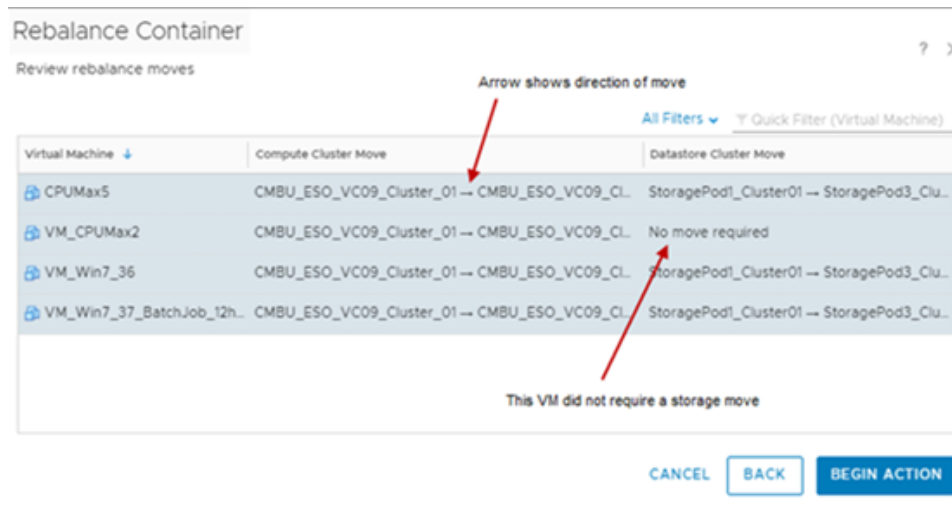 Rebalance Container
?
Review rebalance moves
Arrow shows direction of move
All Filters Quick Filter (Virtual Machine)
Virtual Machine Compute Cluster Move Datastore Cluster Move
CPUMax5 CMBU_ESO_VC09_Cluster_01→ CMBU_ESO_VC09_Cl... StoragePod1_Cluster01 → StoragePod3_Clu...
VM_CPUMax2 CMBU_ESO_VC09_Cluster_01→ CMBU_ESO_VC09_Cl... No move required
VM_Win7_36 CMBU_ESO_VC09_Cluster_01→ CMBU_ESO_VC09_Cl... StoragePod1_Cluster01 → StoragePod3_Clu...
VM_Win7_37_BatchJob_12h... CMBU_ESO_VC09_Cluster_01→ CMBU_ESO_VC09_Cl... StoragePod1_Cluster01 → StoragePod3_Clu...
This VM did not require a storage move
CANCEL BACK BEGIN ACTION